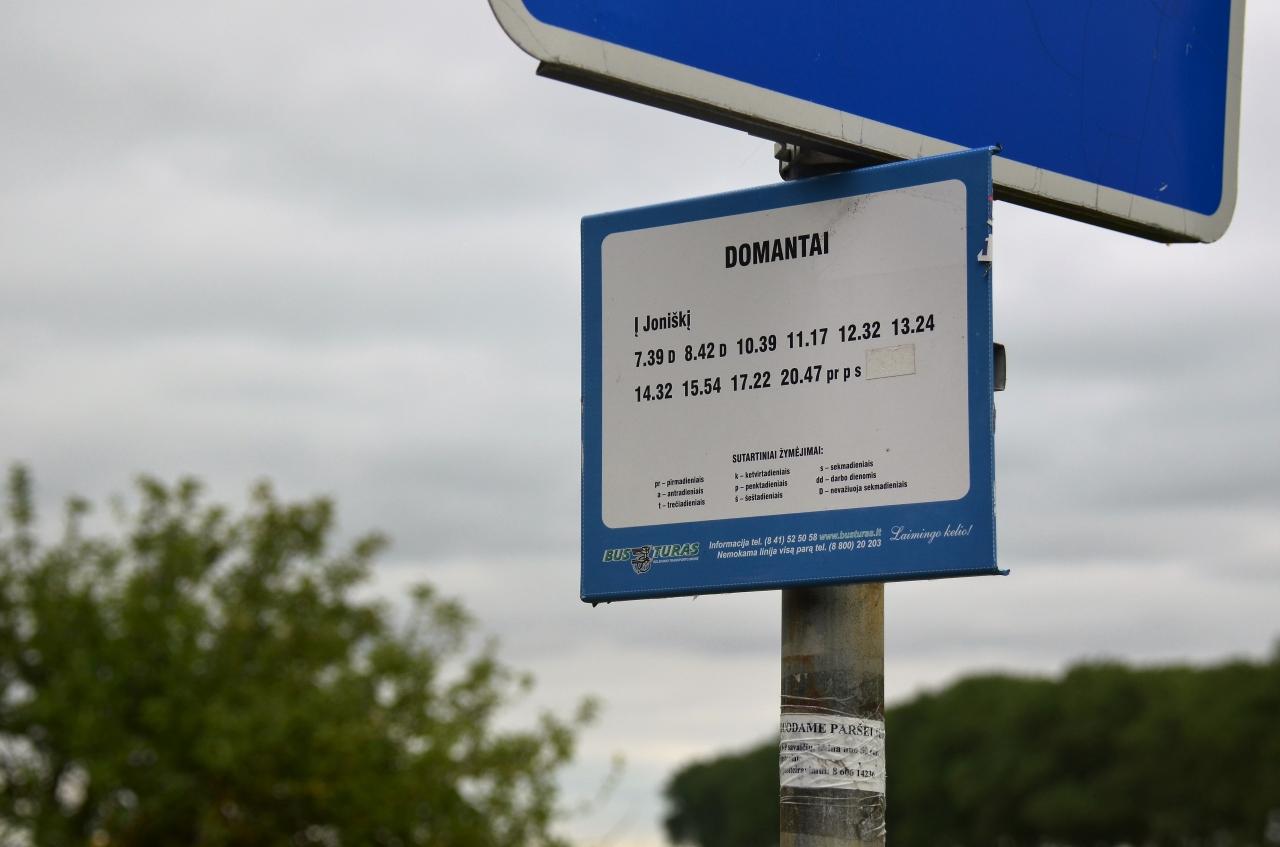 DOMANTAI
Į Joniškį
7.39 D 8.42 D 10.39 11.17 12.32 13.24
14.32 15.54 17.22 20.47 pr p s
SUTARTINIAI ŽYMĖJIMAI:
pr – pirmadieniais k – ketvirtadieniais s – sekmadieniais
a – antradieniais p – penktadieniais dd – darbo dienomis
t – trečiadieniais š – šeštadieniais D – nevažiuoja sekmadieniais
BUSTURAS
Informacija tel. (8 41) 52 50 58 www.busturas.lt Laimingo kelio!
Nemokama linija visą parą tel. (8 800) 20 203